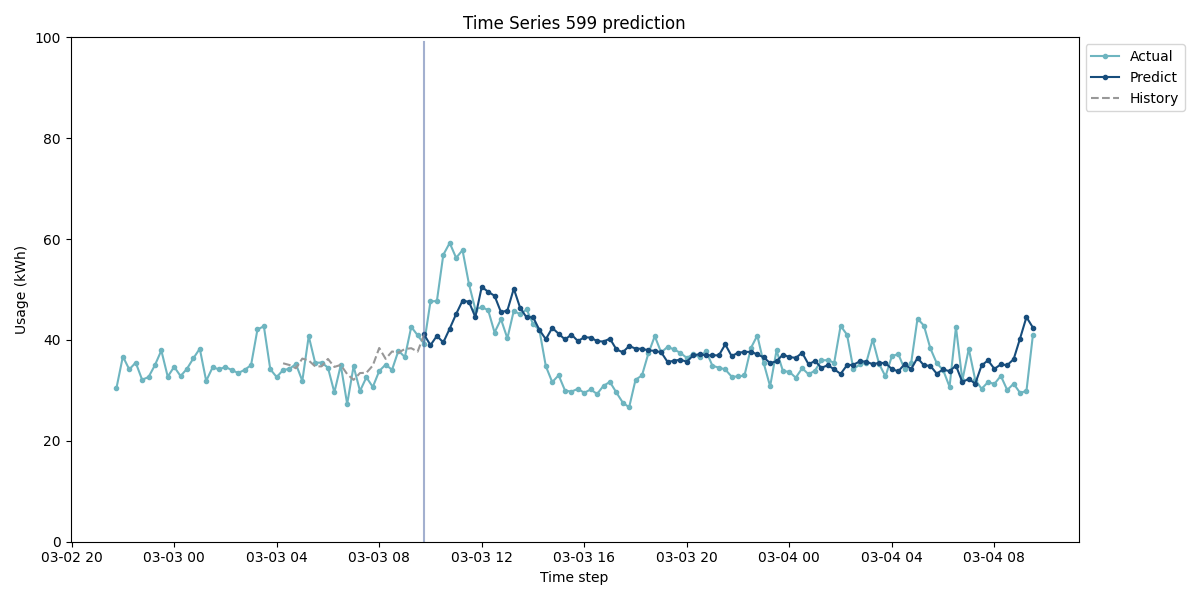 Time Series 599 prediction
100
80
60
40
20
0
Usage (kWh)
03-02 20 03-03 00 03-03 04 03-03 08 03-03 12 03-03 16 03-03 20 03-04 00 03-04 04 03-04 08
Time step
Actual
Predict
History